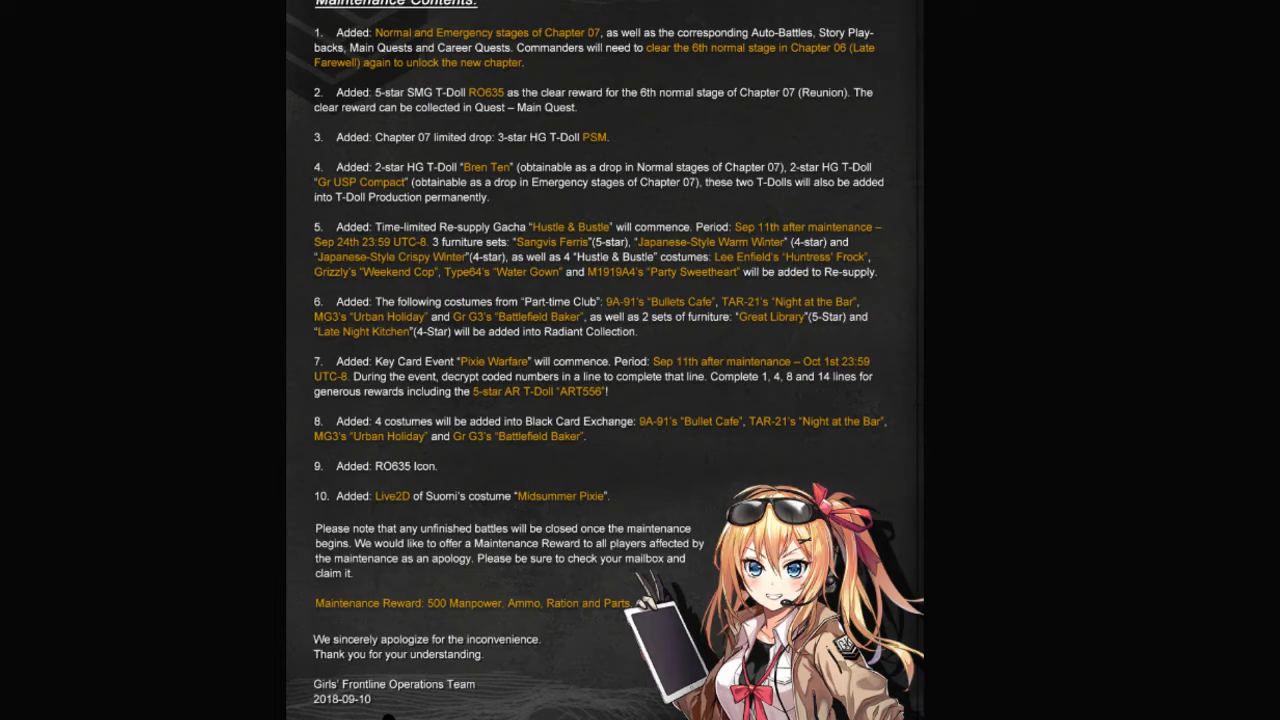 Maintenance Contents:
1. Added: Normal and Emergency stages of Chapter 07, as well as the corresponding Auto-Battles, Story Play-
backs, Main Quests and Career Quests. Commanders will need to clear the 6th normal stage in Chapter 06 (Late
Farewell) again to unlock the new chapter.
2. Added: 5-star SMG T-Doll RO635 as the clear reward for the 6th normal stage of Chapter 07 (Reunion). The
clear reward can be collected in Quest – Main Quest.
3. Added: Chapter 07 limited drop: 3-star HG T-Doll PSM.
4. Added: 2-star HG T-Doll “Bren Ten” (obtainable as a drop in Normal stages of Chapter 07), 2-star HG T-Doll
“Gr USP Compact” (obtainable as a drop in Emergency stages of Chapter 07), these two T-Dolls will also be added
into T-Doll Production permanently.
5. Added: Time-limited Re-supply Gacha “Hustle & Bustle” will commence. Period: Sep 11th after maintenance –
Sep 24th 23:59 UTC-8. 3 furniture sets: “Sangvis Ferris”(5-star), “Japanese-Style Warm Winter” (4-star) and
“Japanese-Style Crispy Winter”(4-star), as well as 4 “Hustle & Bustle” costumes: Lee Enfield’s “Huntress’ Frock”,
Grizzly’s “Weekend Cop”, Type64’s “Water Gown” and M1919A4’s “Party Sweetheart” will be added to Re-supply.
6. Added: The following costumes from “Part-time Club”: 9A-91’s “Bullets Cafe”, TAR-21’s “Night at the Bar”,
MG3’s “Urban Holiday” and Gr G3’s “Battlefield Baker”, as well as 2 sets of furniture: “Great Library”(5-Star) and
“Late Night Kitchen”(4-Star) will be added into Radiant Collection.
7. Added: Key Card Event “Pixie Warfare” will commence. Period: Sep 11th after maintenance – Oct 1st 23:59
UTC-8. During the event, decrypt coded numbers in a line to complete that line. Complete 1, 4, 8 and 14 lines for
generous rewards including the 5-star AR T-Doll “ART556”!
8. Added: 4 costumes will be added into Black Card Exchange: 9A-91’s “Bullet Cafe”, TAR-21’s “Night at the Bar”,
MG3’s “Urban Holiday” and Gr G3’s “Battlefield Baker”.
9. Added: RO635 Icon.
10. Added: Live2D of Suomi’s costume “Midsummer Pixie”.
Please note that any unfinished battles will be closed once the maintenance
begins. We would like to offer a Maintenance Reward to all players affected by
the maintenance as an apology. Please be sure to check your mailbox and
claim it.
Maintenance Reward: 500 Manpower, Ammo, Ration and Parts.
We sincerely apologize for the inconvenience.
Thank you for your understanding.
Girls’ Frontline Operations Team
2018-09-10